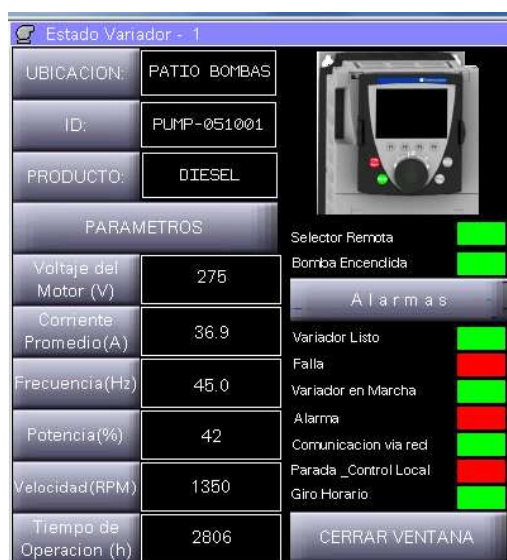 Estado Variador - 1
UBICACION:
PATIO BOMBAS
ID:
PUMP-051001
PRODUCTO:
DIESEL
PARAMETROS
Voltaje del
Motor (V)
275
Corriente
Promedio(A)
36.9
Frecuencia(Hz)
45.0
Potencia(%)
42
Velocidad(RPM)
1350
Tiempo de
Operacion (h)
2806
Selector Remota
Bomba Encendida
Alarmas
Variador Listo
Falla
Variador en Marcha
Alarma
Comunicacion via red
Parada _Control Local
Giro Horario
CERRAR VENTANA